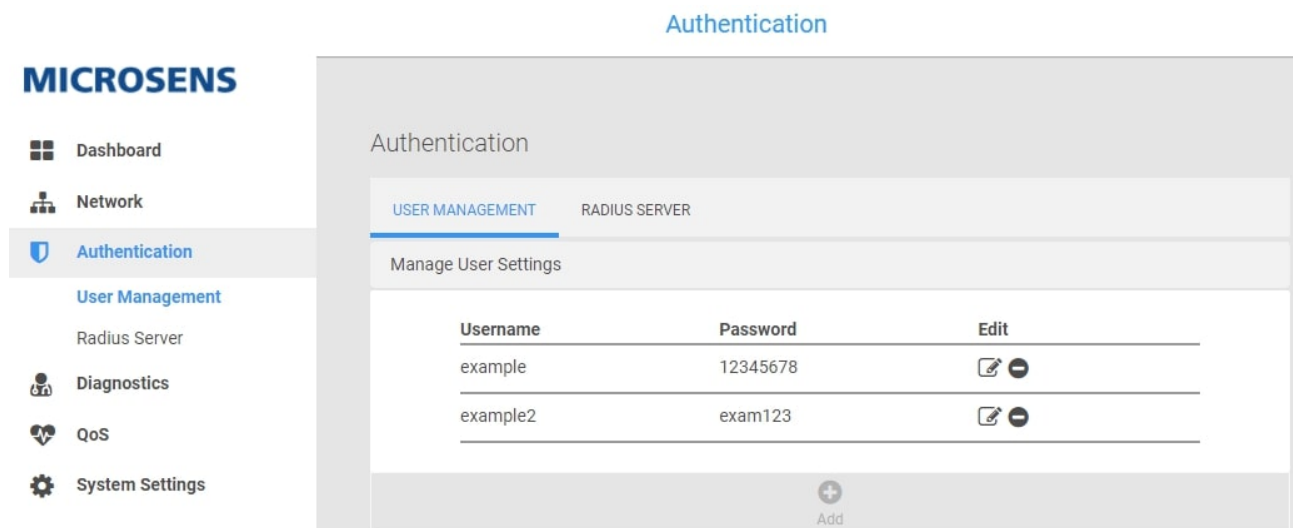 Authentication
MICROSENS
Dashboard
Network
Authentication
User Management
Radius Server
Diagnostics
QoS
System Settings
Authentication
USER MANAGEMENT RADIUS SERVER
Manage User Settings
Username Password Edit
example 12345678
example2 exam123
Add